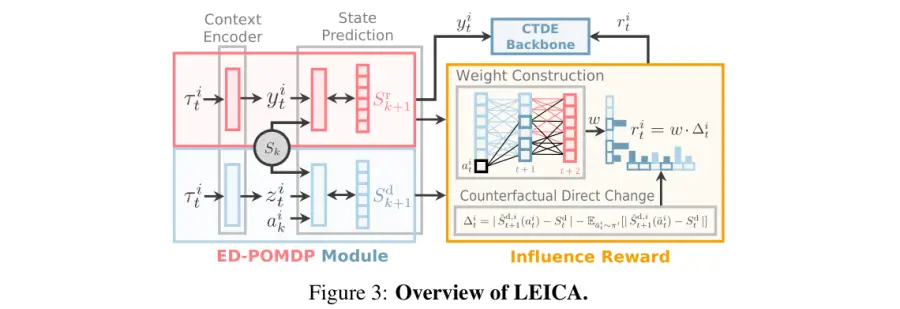 Context Encoder
State Prediction
y_t^i
CTDE Backbone
r_t^i
τ_t^i
y_t^i
S_{k+1}^r
S_k
τ_t^i
z_t^i
a_k^i
S_{k+1}^d
ED-POMDP Module
Weight Construction
a_t^i
t+1
t+2
w
r_t^i = w · Δ_t^i
Counterfactual Direct Change
Δ_t^i = | Ŝ_{t+1}^{d,i}(a_t^i) − S_t^d | − 𝔼_{ā_t^i∼π^i}[| Ŝ_{t+1}^{d,i}(ā_t^i) − S_t^d |]
Influence Reward
Figure 3: Overview of LEICA.